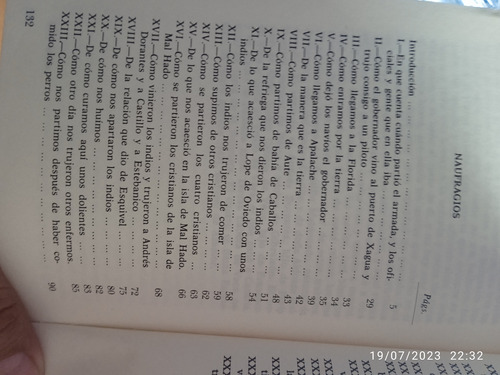 NAUFRAGIOS
Págs.
Introducción ... ... ... ... ... ... ... ...
I.—En que cuenta cuándo partió el armada, y los ofi-
ciales y gente que en ella iba ... ... ... ... 5
II.—Cómo el gobernador vino al puerto de Xagua y
trujo consigo a un piloto ... ... ... ... 29
III.—Cómo llegamos a la Florida ... ... ... ...
IV.—Cómo entramos por la tierra ... ... ... 33
V.—Cómo dejó los navíos el gobernador ... ... 34
VI.—Cómo llegamos a Apalache ... ... ... ... 35
VII.—De la manera que es la tierra ... ... ... 39
VIII.—Cómo partimos de Aute ... ... ... ... 42
IX.—Cómo partimos de bahía de Caballos ... ... 43
X.—De la refriega que nos dieron los indios ... ... 48
XI.—De lo que acaesció a Lope de Oviedo con unos 51
indios ... ... ... ... ... ... ... ... 54
XII.—Cómo los indios nos trujeron de comer ... ... 58
XIII.—Cómo supimos de otros cristianos ... ... ... 59
XIV.—Cómo se partieron los cuatro cristianos ... ... 62
XV.—De lo que nos acaesció en la isla de Mal Hado. 63
XVI.—Cómo se partieron los cristianos de la isla de 66
Mal Hado ... ... ... ... ... ... ...
XVII.—Cómo vinieron los indios y trujeron a Andrés 68
Dorantes y a Castillo y a Estebanico ... ...
XVIII.—De la relación que dio de Esquivel ... ... 72
XIX.—De cómo nos apartaron los indios ... ... ... 75
XX.—De cómo nos huimos ... ... ... ... ... 80
XXI.—De cómo curamos aquí unos dolientes ... ... 82
XXII.—Cómo otro día nos trujeron otros enfermos. 83
XXIII.—Cómo nos partimos después de haber co- 85
mido los perros ... ... ... ... ... ... 90
132
19/07/2023 22:32